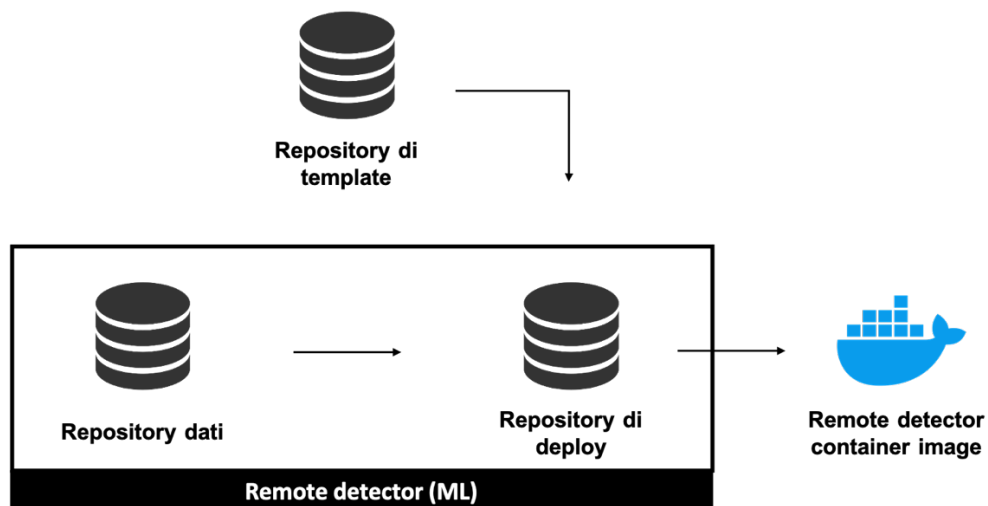 Repository di
template
Repository dati
Repository di
deploy
Remote detector
container image
Remote detector (ML)